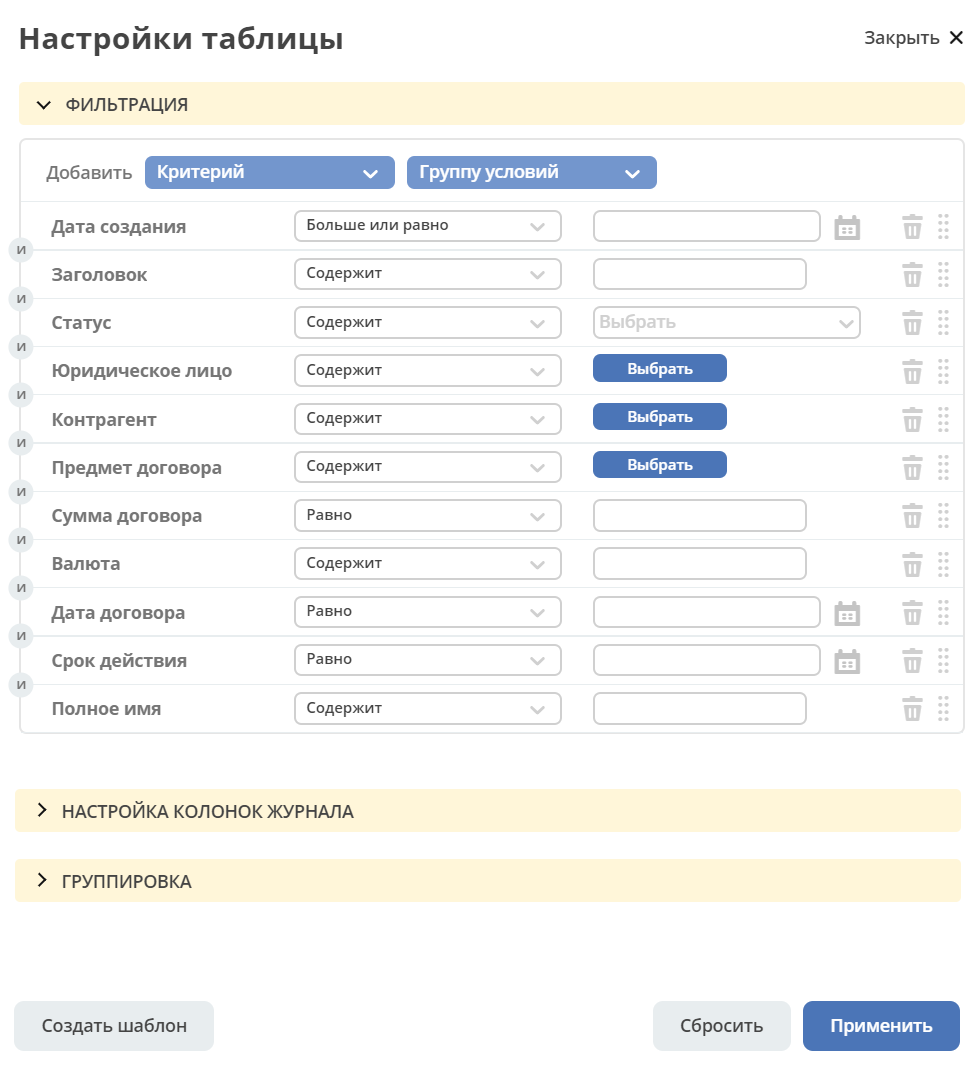 Настройки таблицы
Закрыть
ФИЛЬТРАЦИЯ
Добавить Критерий Группу условий
Дата создания Больше или равно
и
Заголовок Содержит
и
Статус Содержит Выбрать
и
Юридическое лицо Содержит Выбрать
и
Контрагент Содержит Выбрать
и
Предмет договора Содержит Выбрать
и
Сумма договора Равно
и
Валюта Содержит
и
Дата договора Равно
и
Срок действия Равно
и
Полное имя Содержит
НАСТРОЙКА КОЛОНОК ЖУРНАЛА
ГРУППИРОВКА
Создать шаблон Сбросить Применить